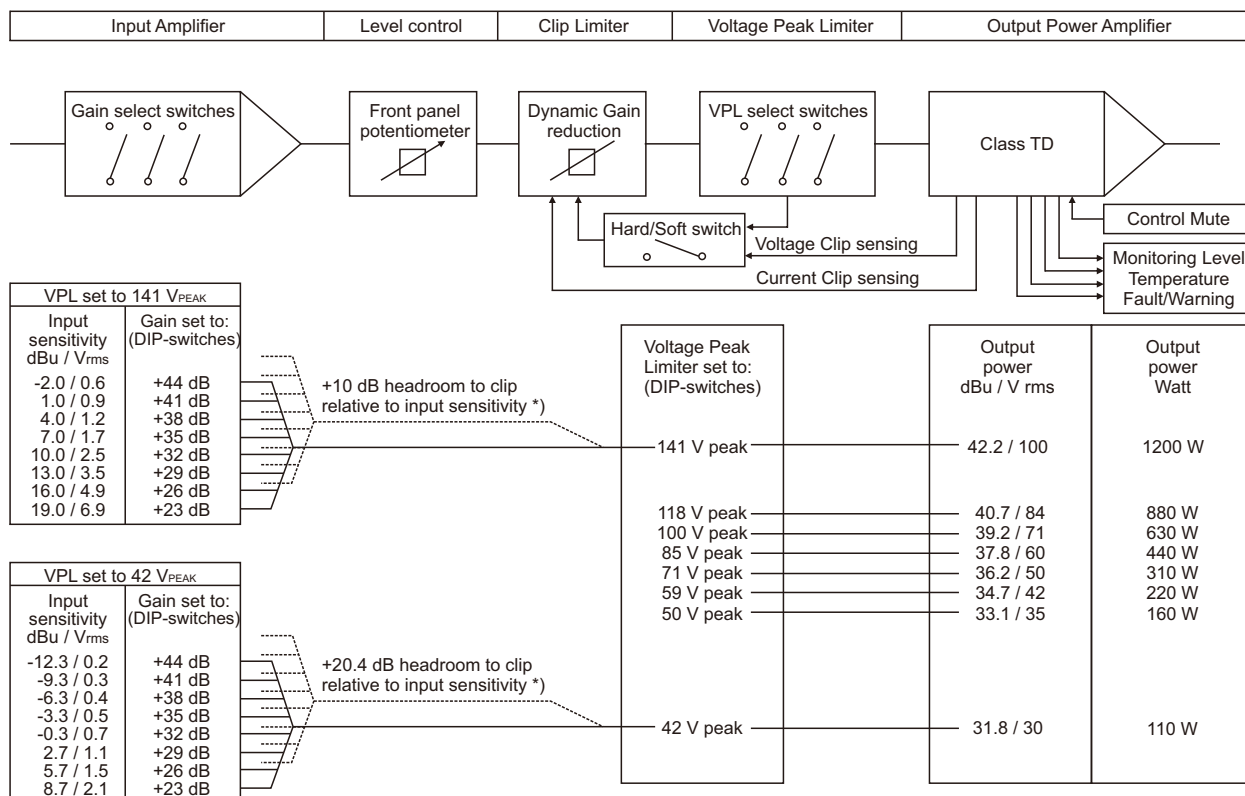 Input Amplifier Level control Clip Limiter Voltage Peak Limiter Output Power Amplifier
Gain select switches
Front panel
potentiometer
Dynamic Gain
reduction
VPL select switches
Class TD
Hard/Soft switch
Voltage Clip sensing
Current Clip sensing
Control Mute
Monitoring Level
Temperature
Fault/Warning
VPL set to 141 VPEAK
Input
sensitivity
dBu / Vrms
Gain set to:
(DIP-switches)
-2.0 / 0.6 +44 dB
1.0 / 0.9 +41 dB
4.0 / 1.2 +38 dB
7.0 / 1.7 +35 dB
10.0 / 2.5 +32 dB
13.0 / 3.5 +29 dB
16.0 / 4.9 +26 dB
19.0 / 6.9 +23 dB
+10 dB headroom to clip
relative to input sensitivity *)
VPL set to 42 VPEAK
Input
sensitivity
dBu / Vrms
Gain set to:
(DIP-switches)
-12.3 / 0.2 +44 dB
-9.3 / 0.3 +41 dB
-6.3 / 0.4 +38 dB
-3.3 / 0.5 +35 dB
-0.3 / 0.7 +32 dB
2.7 / 1.1 +29 dB
5.7 / 1.5 +26 dB
8.7 / 2.1 +23 dB
+20.4 dB headroom to clip
relative to input sensitivity *)
Voltage Peak
Limiter set to:
(DIP-switches)
Output
power
dBu / V rms
Output
power
Watt
141 V peak 42.2 / 100 1200 W
118 V peak 40.7 / 84 880 W
100 V peak 39.2 / 71 630 W
85 V peak 37.8 / 60 440 W
71 V peak 36.2 / 50 310 W
59 V peak 34.7 / 42 220 W
50 V peak 33.1 / 35 160 W
42 V peak 31.8 / 30 110 W